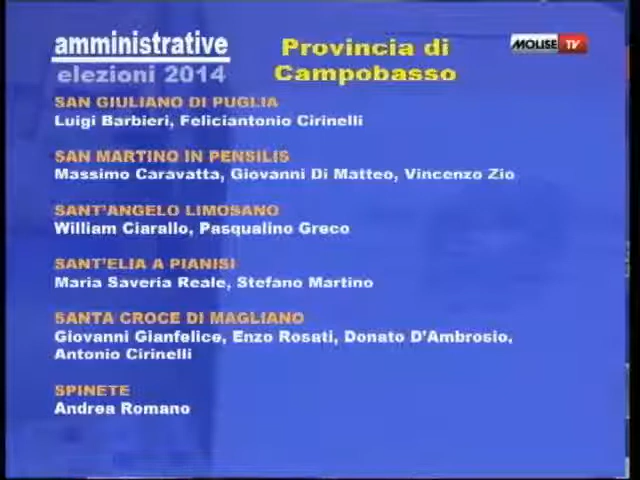 amministrative
elezioni 2014
Provincia di
Campobasso
MOLISE TV
SAN GIULIANO DI PUGLIA
Luigi Barbieri, Feliciantonio Cirinelli
SAN MARTINO IN PENSILIS
Massimo Caravatta, Giovanni Di Matteo, Vincenzo Zio
SANT'ANGELO LIMOSANO
William Ciarallo, Pasqualino Greco
SANT'ELIA A PIANISI
Maria Saveria Reale, Stefano Martino
SANTA CROCE DI MAGLIANO
Giovanni Gianfelice, Enzo Rosati, Donato D'Ambrosio,
Antonio Cirinelli
SPINETE
Andrea Romano